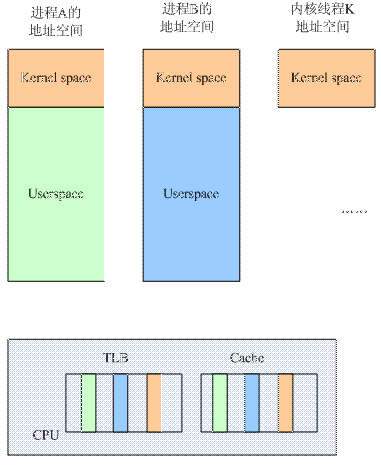 进程A的
地址空间
进程B的
地址空间
内核线程K
地址空间
Kernel space
Kernel space
Kernel space
Userspace
Userspace
……
TLB
Cache
CPU